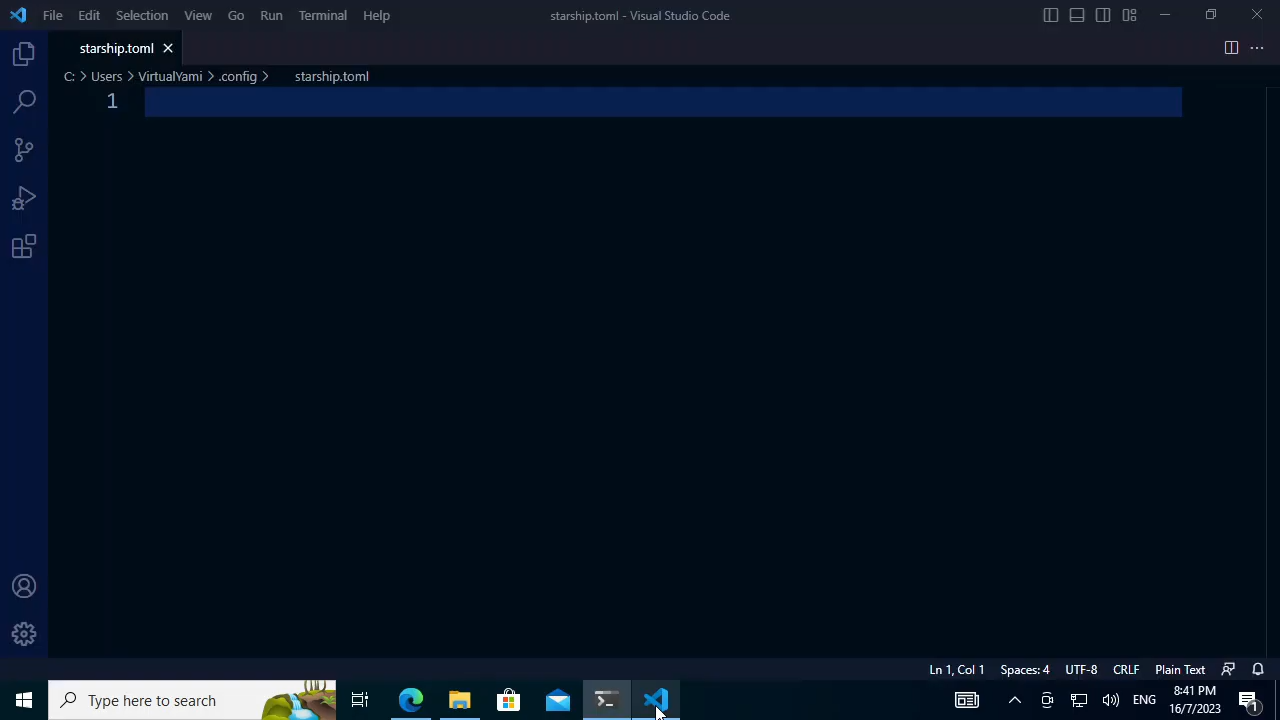 File Edit Selection View Go Run Terminal Help starship.toml - Visual Studio Code
starship.toml
C: Users VirtualYami .config starship.toml
1
Ln 1, Col 1 Spaces: 4 UTF-8 CRLF Plain Text
Type here to search
ENG
8:41 PM
16/7/2023
1